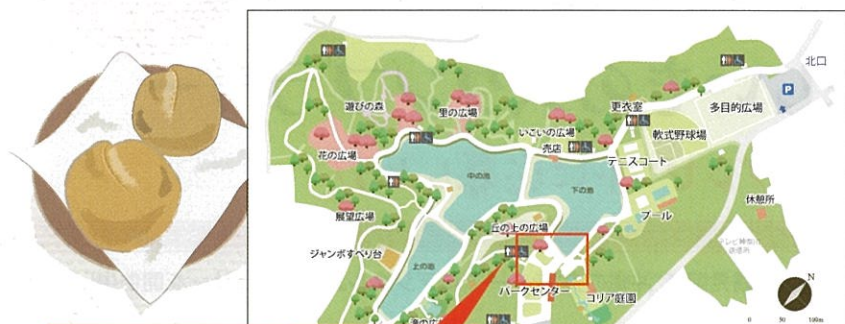 北口
P
更衣室
多目的広場
遊びの森
里の広場
いこいの広場
軟式野球場
売店
花の広場
テニスコート
中の池
下の池
休憩所
プール
展望広場
丘の上の広場
ジャンボすべり台
上の池
パークセンター
コリア庭園
N
0 50 100m